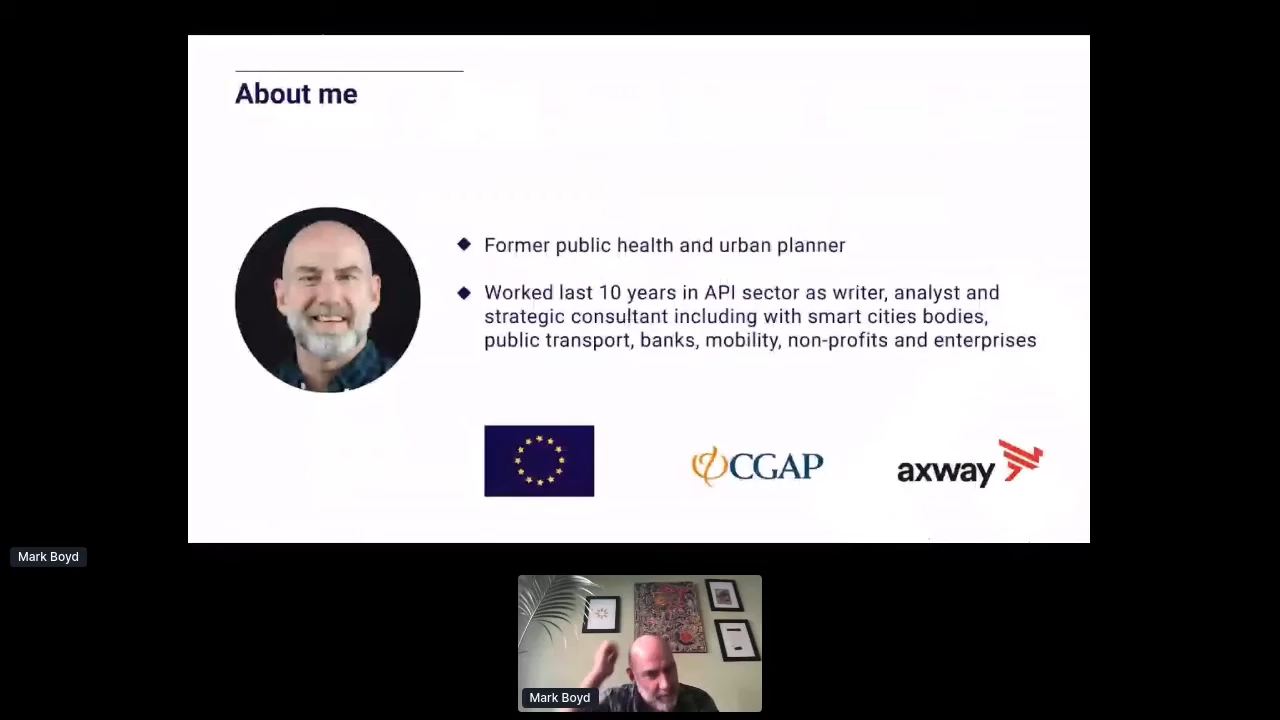 About me
Former public health and urban planner
Worked last 10 years in API sector as writer, analyst and
strategic consultant including with smart cities bodies,
public transport, banks, mobility, non-profits and enterprises
CGAP
axway
Mark Boyd
Mark Boyd